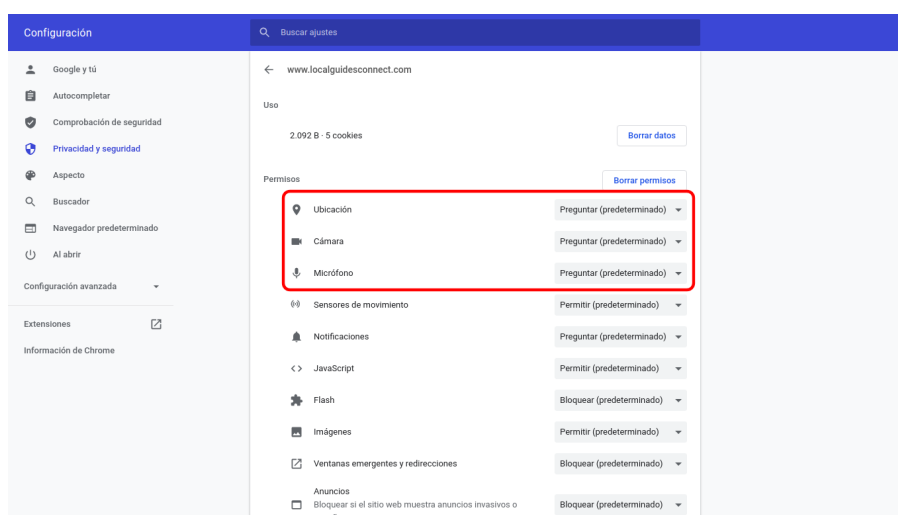 Configuración
Buscar ajustes
Google y tú
Autocompletar
Comprobación de seguridad
Privacidad y seguridad
Aspecto
Buscador
Navegador predeterminado
Al abrir
Configuración avanzada
Extensiones
Información de Chrome
www.localguidesconnect.com
Uso
2.092 B · 5 cookies
Borrar datos
Permisos
Borrar permisos
Ubicación
Preguntar (predeterminado)
Cámara
Preguntar (predeterminado)
Micrófono
Preguntar (predeterminado)
Sensores de movimiento
Permitir (predeterminado)
Notificaciones
Preguntar (predeterminado)
JavaScript
Permitir (predeterminado)
Flash
Bloquear (predeterminado)
Imágenes
Permitir (predeterminado)
Ventanas emergentes y redirecciones
Bloquear (predeterminado)
Anuncios
Bloquear si el sitio web muestra anuncios invasivos o
Bloquear (predeterminado)